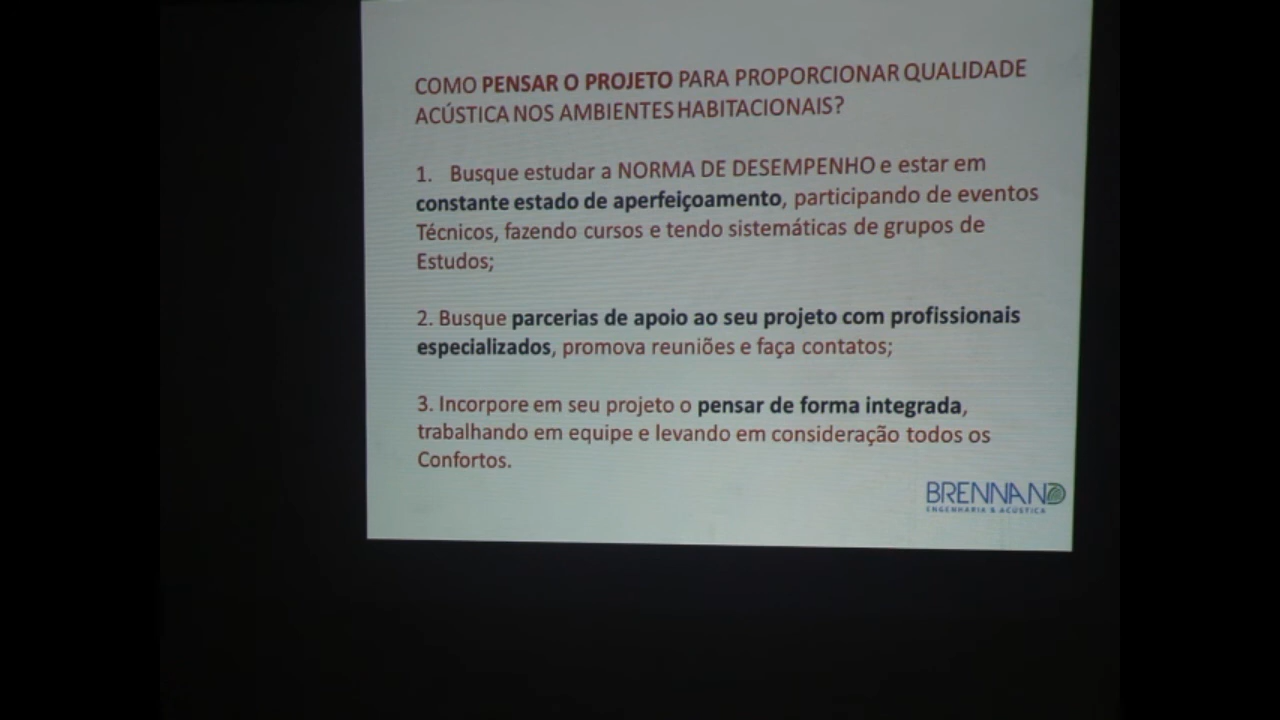 COMO PENSAR O PROJETO PARA PROPORCIONAR QUALIDADE
ACÚSTICA NOS AMBIENTES HABITACIONAIS?
1. Busque estudar a NORMA DE DESEMPENHO e estar em
constante estado de aperfeiçoamento, participando de eventos
Técnicos, fazendo cursos e tendo sistemáticas de grupos de
Estudos;
2. Busque parcerias de apoio ao seu projeto com profissionais
especializados, promova reuniões e faça contatos;
3. Incorpore em seu projeto o pensar de forma integrada,
trabalhando em equipe e levando em consideração todos os
Confortos.
BRENNAND
ENGENHARIA & ACÚSTICA